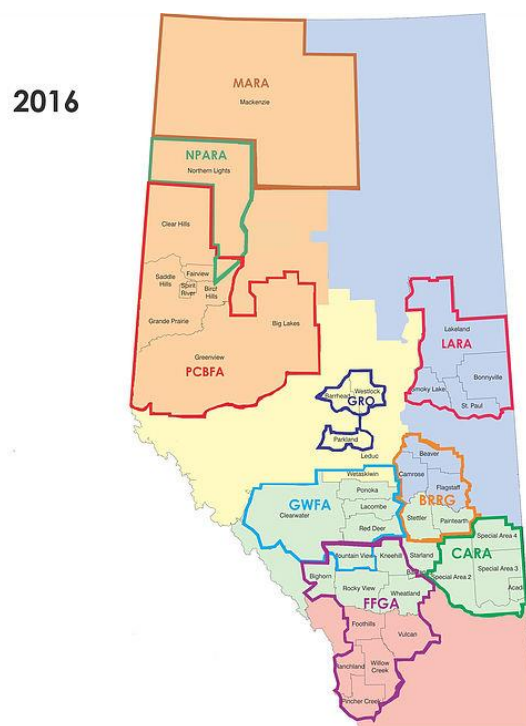 2016
MARA
Mackenzie
NPARA
Northern Lights
Clear Hills
Saddle
Hills
Fairview
Spirit
River
Birch
Hills
Grande Prairie
Big Lakes
Greenview
PCBFA
Lakeland
LARA
Bonnyville
Smoky Lake
St. Paul
Barrhead
Westlock
GRO
Parkland
Leduc
Wetaskiwin
Beaver
Camrose
Flagstaff
BRRG
Stettler
Paintearth
GWFA
Ponoka
Clearwater
Lacombe
Red Deer
Mountain View
Kneehill
Starland
CARA
Special Area 4
Special Area 3
Special Area 2
Acad
Bighorn
Rocky View
Wheatland
FFGA
Foothills
Vulcan
Willow
Creek
Ranchland
Pincher Creek